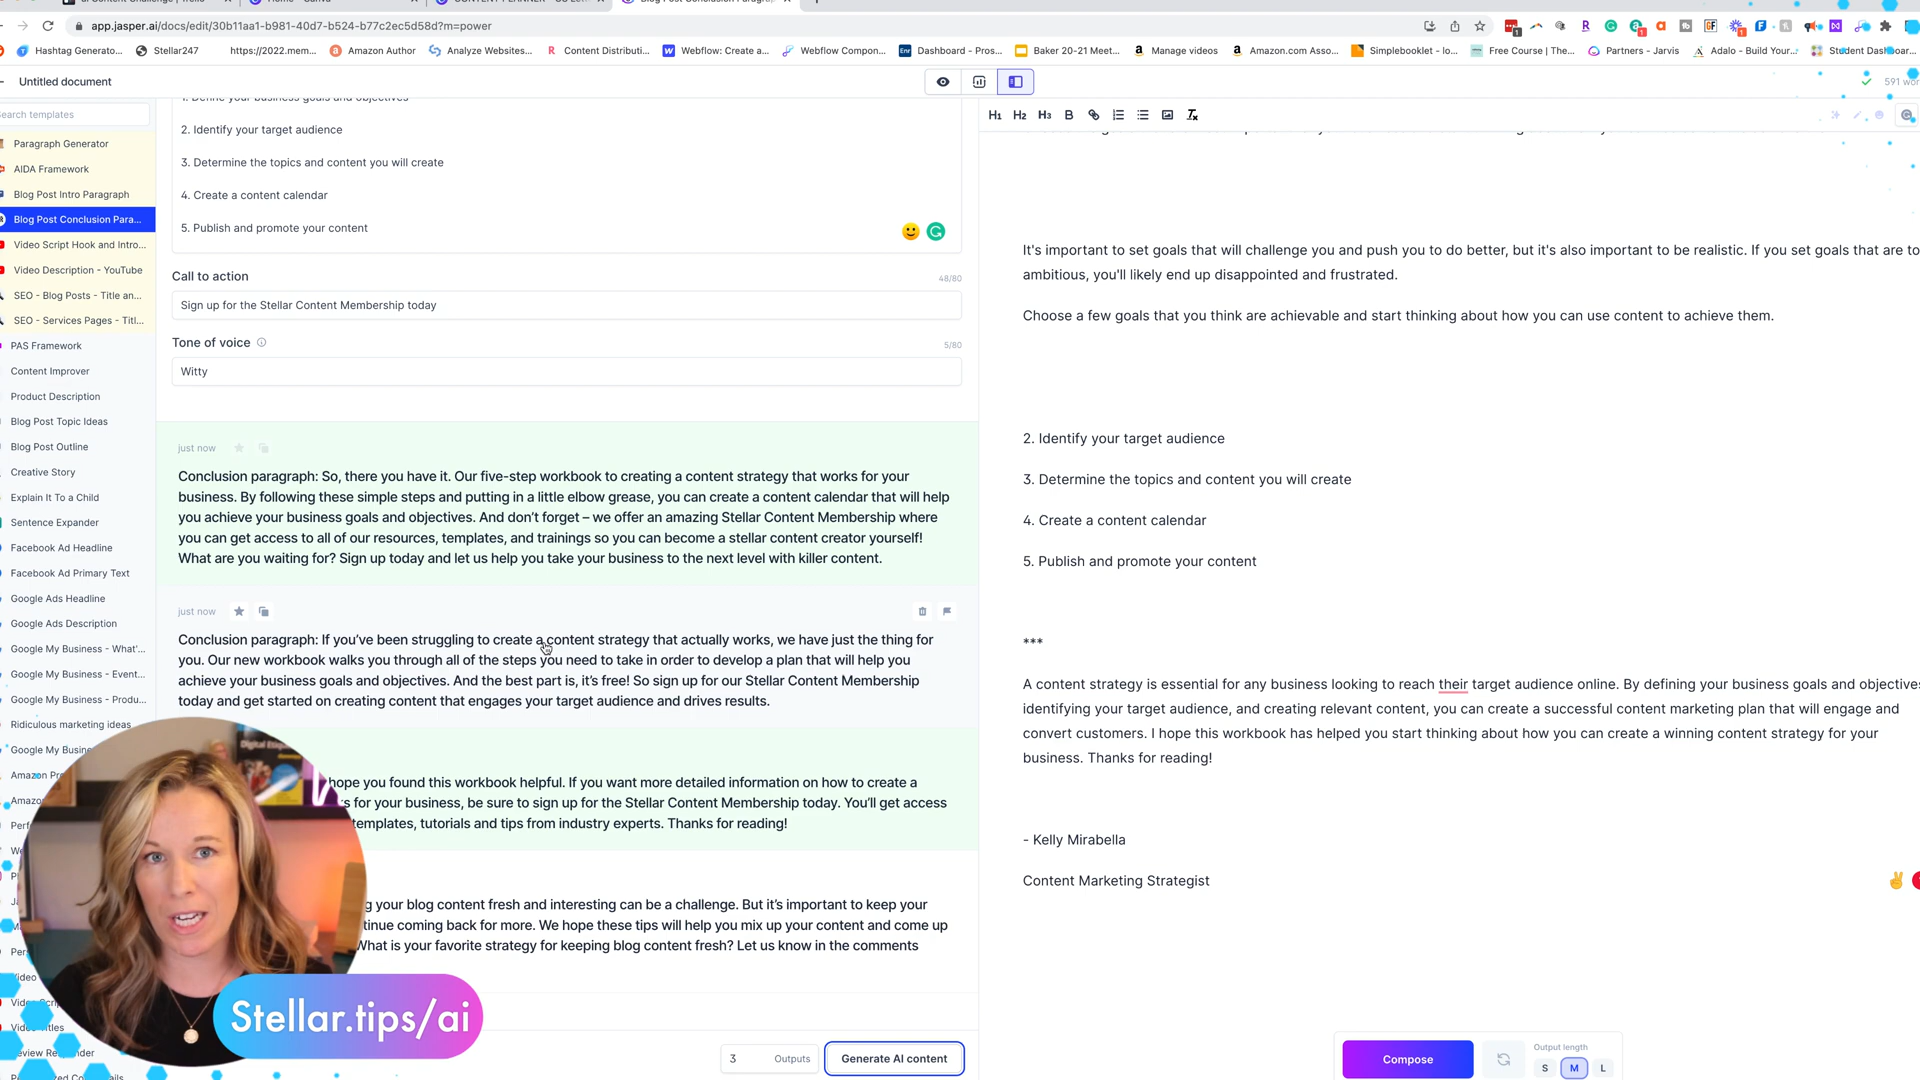 app.jasper.ai/docs/edit/30b11aa1-b981-40d7-b524-b77c2ec5d58d?m=power
Hashtag Generato...
Stellar247
https://2022.mem...
Amazon Author
Analyze Websites...
Content Distributi...
Webflow: Create a...
Webflow Compon...
Dashboard - Pros...
Baker 20-21 Meet...
Manage videos
Amazon.com Asso...
Simplebooklet - lo...
Free Course | The...
Partners - Jarvis
Adalo - Build Your...
Student Dashboar...
Untitled document
591 wor
Search templates
Paragraph Generator
AIDA Framework
Blog Post Intro Paragraph
Blog Post Conclusion Para...
Video Script Hook and Intro...
Video Description - YouTube
SEO - Blog Posts - Title an...
SEO - Services Pages - Titl...
PAS Framework
Content Improver
Product Description
Blog Post Topic Ideas
Blog Post Outline
Creative Story
Explain It To a Child
Sentence Expander
Facebook Ad Headline
Facebook Ad Primary Text
Google Ads Headline
Google Ads Description
Google My Business - What'...
Google My Business - Event...
Google My Business - Produ...
Ridiculous marketing ideas
Google My Busine
Amazon Pr
Amazo
Perf
We
Video
Video Titles
Review Responder
1. Define your business goals and objectives
2. Identify your target audience
3. Determine the topics and content you will create
4. Create a content calendar
5. Publish and promote your content
Call to action
48/80
Sign up for the Stellar Content Membership today
Tone of voice
5/80
Witty
just now
Conclusion paragraph: So, there you have it. Our five-step workbook to creating a content strategy that works for your
business. By following these simple steps and putting in a little elbow grease, you can create a content calendar that will help
you achieve your business goals and objectives. And don't forget – we offer an amazing Stellar Content Membership where
you can get access to all of our resources, templates, and trainings so you can become a stellar content creator yourself!
What are you waiting for? Sign up today and let us help you take your business to the next level with killer content.
just now
Conclusion paragraph: If you've been struggling to create a content strategy that actually works, we have just the thing for
you. Our new workbook walks you through all of the steps you need to take in order to develop a plan that will help you
achieve your business goals and objectives. And the best part is, it's free! So sign up for our Stellar Content Membership
today and get started on creating content that engages your target audience and drives results.
hope you found this workbook helpful. If you want more detailed information on how to create a
s for your business, be sure to sign up for the Stellar Content Membership today. You'll get access
templates, tutorials and tips from industry experts. Thanks for reading!
g your blog content fresh and interesting can be a challenge. But it's important to keep your
tinue coming back for more. We hope these tips will help you mix up your content and come up
What is your favorite strategy for keeping blog content fresh? Let us know in the comments
Stellar.tips/ai
3 Outputs
Generate AI content
H1 H2 H3 B
It's important to set goals that will challenge you and push you to do better, but it's also important to be realistic. If you set goals that are to
ambitious, you'll likely end up disappointed and frustrated.
Choose a few goals that you think are achievable and start thinking about how you can use content to achieve them.
2. Identify your target audience
3. Determine the topics and content you will create
4. Create a content calendar
5. Publish and promote your content
***
A content strategy is essential for any business looking to reach their target audience online. By defining your business goals and objectives
identifying your target audience, and creating relevant content, you can create a successful content marketing plan that will engage and
convert customers. I hope this workbook has helped you start thinking about how you can create a winning content strategy for your
business. Thanks for reading!
- Kelly Mirabella
Content Marketing Strategist
Compose
Output length
S M L